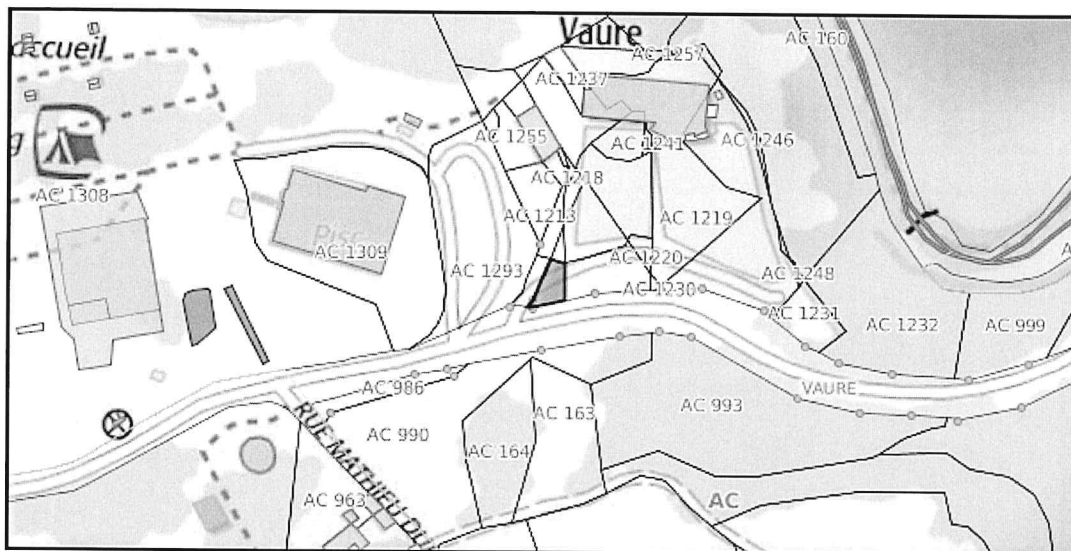 Vaure
accueil
AC 160
AC 1257
AC 1237
AC 1255
AC 1241
AC 1246
AC 1218
AC 1308
AC 1213
AC 1219
Pisc
AC 1309
AC 1220
AC 1293
AC 1248
AC 1230
AC 1231
AC 1232
AC 999
AC 986
VAURE
AC 163
AC 993
AC 990
AC 164
RUE MATHIEU DU
AC 963
AC